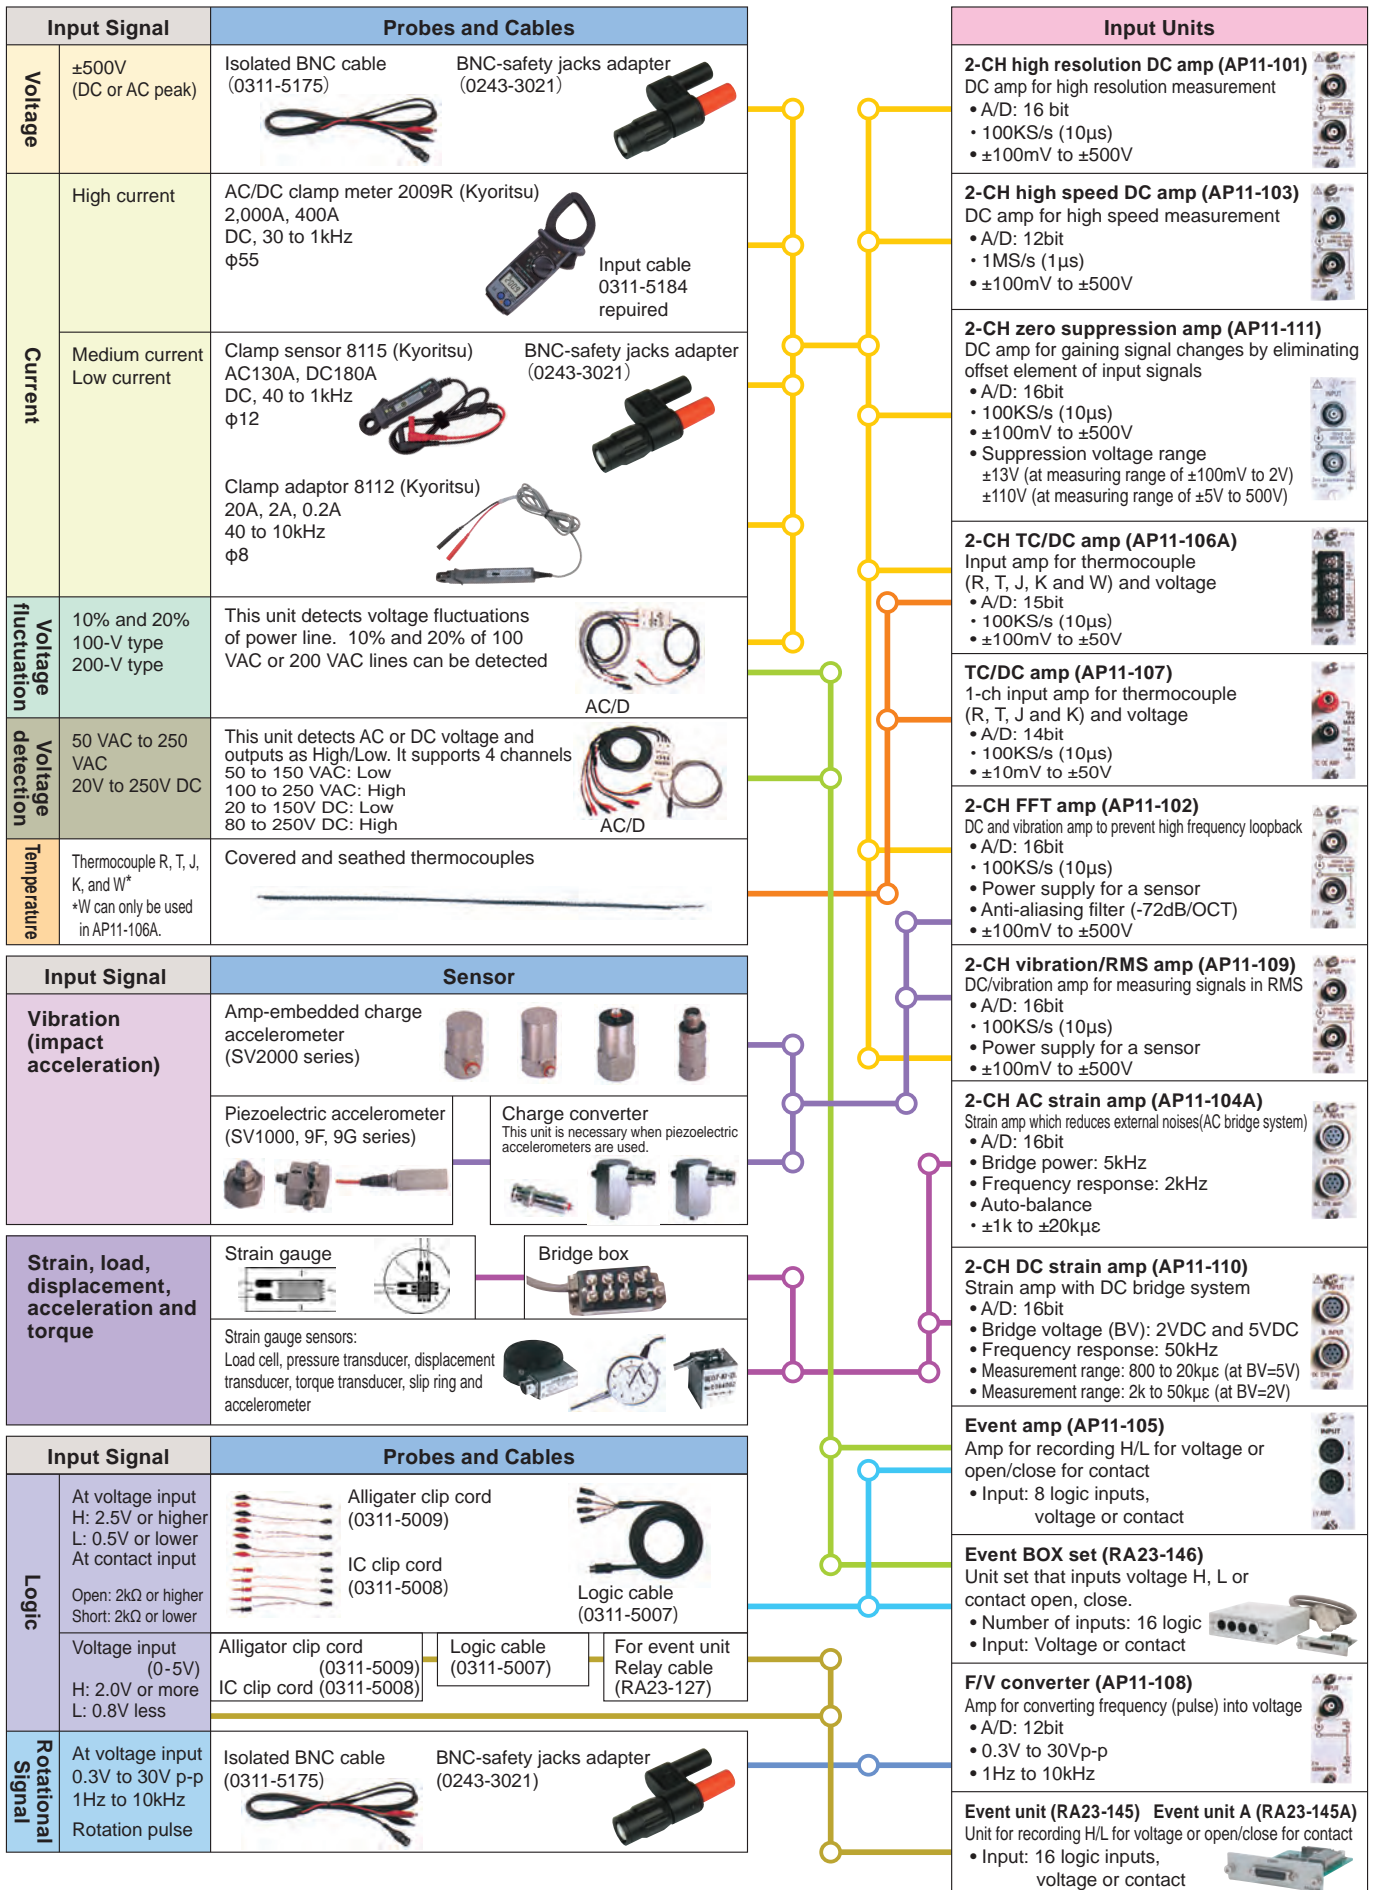 Input Signal
Probes and Cables
Voltage
±500V
(DC or AC peak)
Isolated BNC cable
(0311-5175)
BNC-safety jacks adapter
(0243-3021)
Current
High current
AC/DC clamp meter 2009R (Kyoritsu)
2,000A, 400A
DC, 30 to 1kHz
φ55
Input cable
0311-5184
repuired
Medium current
Low current
Clamp sensor 8115 (Kyoritsu)
AC130A, DC180A
DC, 40 to 1kHz
φ12
BNC-safety jacks adapter
(0243-3021)
Clamp adaptor 8112 (Kyoritsu)
20A, 2A, 0.2A
40 to 10kHz
φ8
Voltage
fluctuation
10% and 20%
100-V type
200-V type
This unit detects voltage fluctuations
of power line. 10% and 20% of 100
VAC or 200 VAC lines can be detected
AC/D
Voltage
detection
50 VAC to 250
VAC
20V to 250V DC
This unit detects AC or DC voltage and
outputs as High/Low. It supports 4 channels
50 to 150 VAC: Low
100 to 250 VAC: High
20 to 150V DC: Low
80 to 250V DC: High
AC/D
Temperature
Thermocouple R, T, J,
K, and W*
*W can only be used
in AP11-106A.
Covered and seathed thermocouples
Input Signal
Sensor
Vibration
(impact
acceleration)
Amp-embedded charge
accelerometer
(SV2000 series)
Piezoelectric accelerometer
(SV1000, 9F, 9G series)
Charge converter
This unit is necessary when piezoelectric
accelerometers are used.
Strain, load,
displacement,
acceleration and
torque
Strain gauge
Bridge box
Strain gauge sensors:
Load cell, pressure transducer, displacement
transducer, torque transducer, slip ring and
accelerometer
Input Signal
Probes and Cables
Logic
At voltage input
H: 2.5V or higher
L: 0.5V or lower
At contact input
Open: 2kΩ or higher
Short: 2kΩ or lower
Alligater clip cord
(0311-5009)
IC clip cord
(0311-5008)
Logic cable
(0311-5007)
Voltage input
(0-5V)
H: 2.0V or more
L: 0.8V less
Alligator clip cord
(0311-5009)
IC clip cord (0311-5008)
Logic cable
(0311-5007)
For event unit
Relay cable
(RA23-127)
Rotational
Signal
At voltage input
0.3V to 30V p-p
1Hz to 10kHz
Rotation pulse
Isolated BNC cable
(0311-5175)
BNC-safety jacks adapter
(0243-3021)
Input Units
2-CH high resolution DC amp (AP11-101)
DC amp for high resolution measurement
• A/D: 16 bit
• 100KS/s (10μs)
• ±100mV to ±500V
2-CH high speed DC amp (AP11-103)
DC amp for high speed measurement
• A/D: 12bit
• 1MS/s (1μs)
• ±100mV to ±500V
2-CH zero suppression amp (AP11-111)
DC amp for gaining signal changes by eliminating
offset element of input signals
• A/D: 16bit
• 100KS/s (10μs)
• ±100mV to ±500V
• Suppression voltage range
±13V (at measuring range of ±100mV to 2V)
±110V (at measuring range of ±5V to 500V)
2-CH TC/DC amp (AP11-106A)
Input amp for thermocouple
(R, T, J, K and W) and voltage
• A/D: 15bit
• 100KS/s (10μs)
• ±100mV to ±50V
TC/DC amp (AP11-107)
1-ch input amp for thermocouple
(R, T, J and K) and voltage
• A/D: 14bit
• 100KS/s (10μs)
• ±10mV to ±50V
2-CH FFT amp (AP11-102)
DC and vibration amp to prevent high frequency loopback
• A/D: 16bit
• 100KS/s (10μs)
• Power supply for a sensor
• Anti-aliasing filter (-72dB/OCT)
• ±100mV to ±500V
2-CH vibration/RMS amp (AP11-109)
DC/vibration amp for measuring signals in RMS
• A/D: 16bit
• 100KS/s (10μs)
• Power supply for a sensor
• ±100mV to ±500V
2-CH AC strain amp (AP11-104A)
Strain amp which reduces external noises(AC bridge system)
• A/D: 16bit
• Bridge power: 5kHz
• Frequency response: 2kHz
• Auto-balance
• ±1k to ±20kμε
2-CH DC strain amp (AP11-110)
Strain amp with DC bridge system
• A/D: 16bit
• Bridge voltage (BV): 2VDC and 5VDC
• Frequency response: 50kHz
• Measurement range: 800 to 20kμε (at BV=5V)
• Measurement range: 2k to 50kμε (at BV=2V)
Event amp (AP11-105)
Amp for recording H/L for voltage or
open/close for contact
• Input: 8 logic inputs,
voltage or contact
Event BOX set (RA23-146)
Unit set that inputs voltage H, L or
contact open, close.
• Number of inputs: 16 logic
• Input: Voltage or contact
F/V converter (AP11-108)
Amp for converting frequency (pulse) into voltage
• A/D: 12bit
• 0.3V to 30Vp-p
• 1Hz to 10kHz
Event unit (RA23-145) Event unit A (RA23-145A)
Unit for recording H/L for voltage or open/close for contact
• Input: 16 logic inputs,
voltage or contact